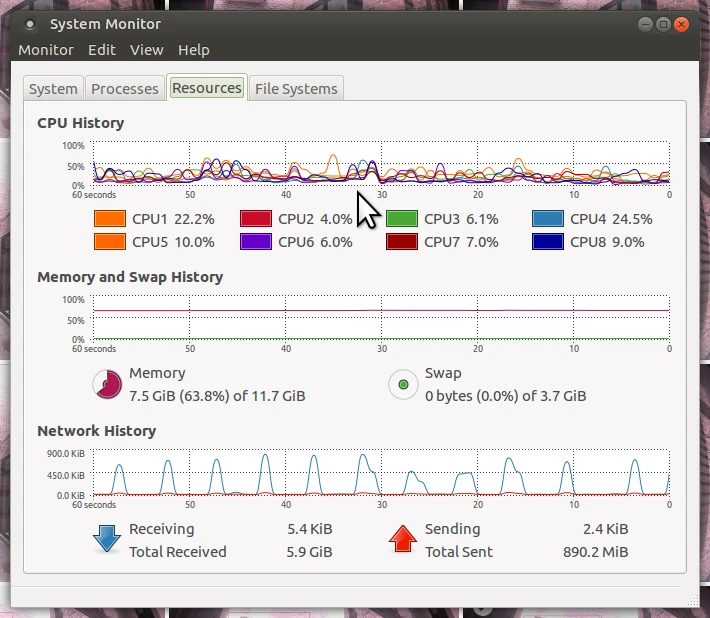 System Monitor
Monitor Edit View Help
System Processes Resources File Systems
CPU History
100%
50%
0%
60 seconds 50 40 30 20 10 0
CPU1 22.2% CPU2 4.0% CPU3 6.1% CPU4 24.5%
CPU5 10.0% CPU6 6.0% CPU7 7.0% CPU8 9.0%
Memory and Swap History
100%
50%
0%
60 seconds 50 40 30 20 10 0
Memory Swap
7.5 GiB (63.8%) of 11.7 GiB 0 bytes (0.0%) of 3.7 GiB
Network History
900.0 KiB
450.0 KiB
0.0 KiB
60 seconds 50 40 30 20 10 0
Receiving 5.4 KiB Sending 2.4 KiB
Total Received 5.9 GiB Total Sent 890.2 MiB